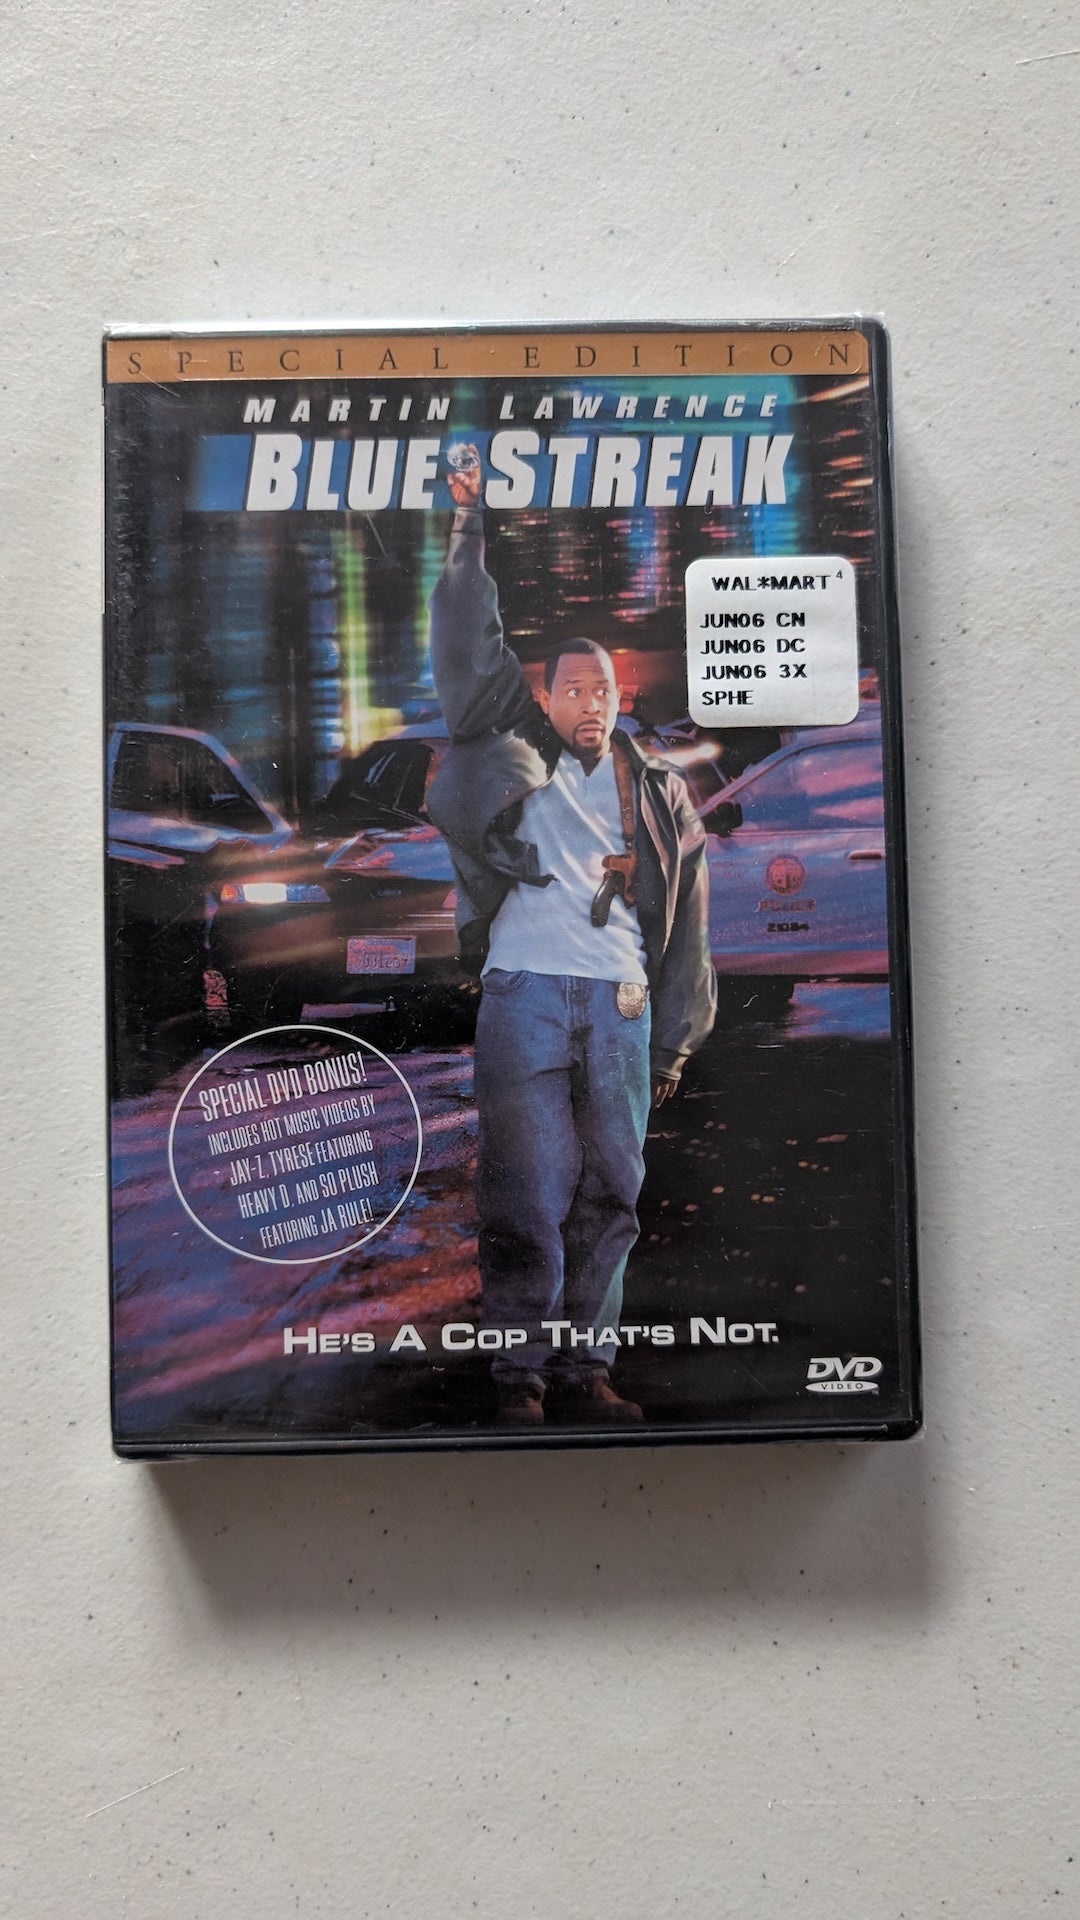 SPECIAL EDITION
MARTIN LAWRENCE
BLUE STREAK
WAL*MART 4
JUN06 CN
JUN06 DC
JUN06 3X
SPHE
POLICE
SPECIAL DVD BONUS!
INCLUDES HOT MUSIC VIDEOS BY
JAY-Z, TYRESE FEATURING
HEAVY D, AND SO PLUSH
FEATURING JA RULE!
HE'S A COP THAT'S NOT.
DVD
VIDEO